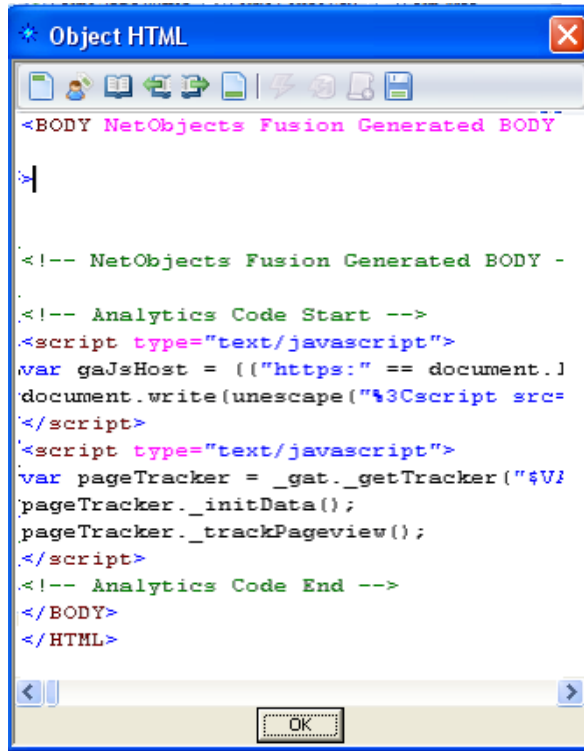 Object HTML
<BODY NetObjects Fusion Generated BODY
>
<!-- NetObjects Fusion Generated BODY -
<!-- Analytics Code Start -->
<script type="text/javascript">
var gaJsHost = (("https:" == document.l
document.write(unescape("%3Cscript src=
</script>
<script type="text/javascript">
var pageTracker = _gat._getTracker("$VA
pageTracker._initData();
pageTracker._trackPageview();
</script>
<!-- Analytics Code End -->
</BODY>
</HTML>
OK